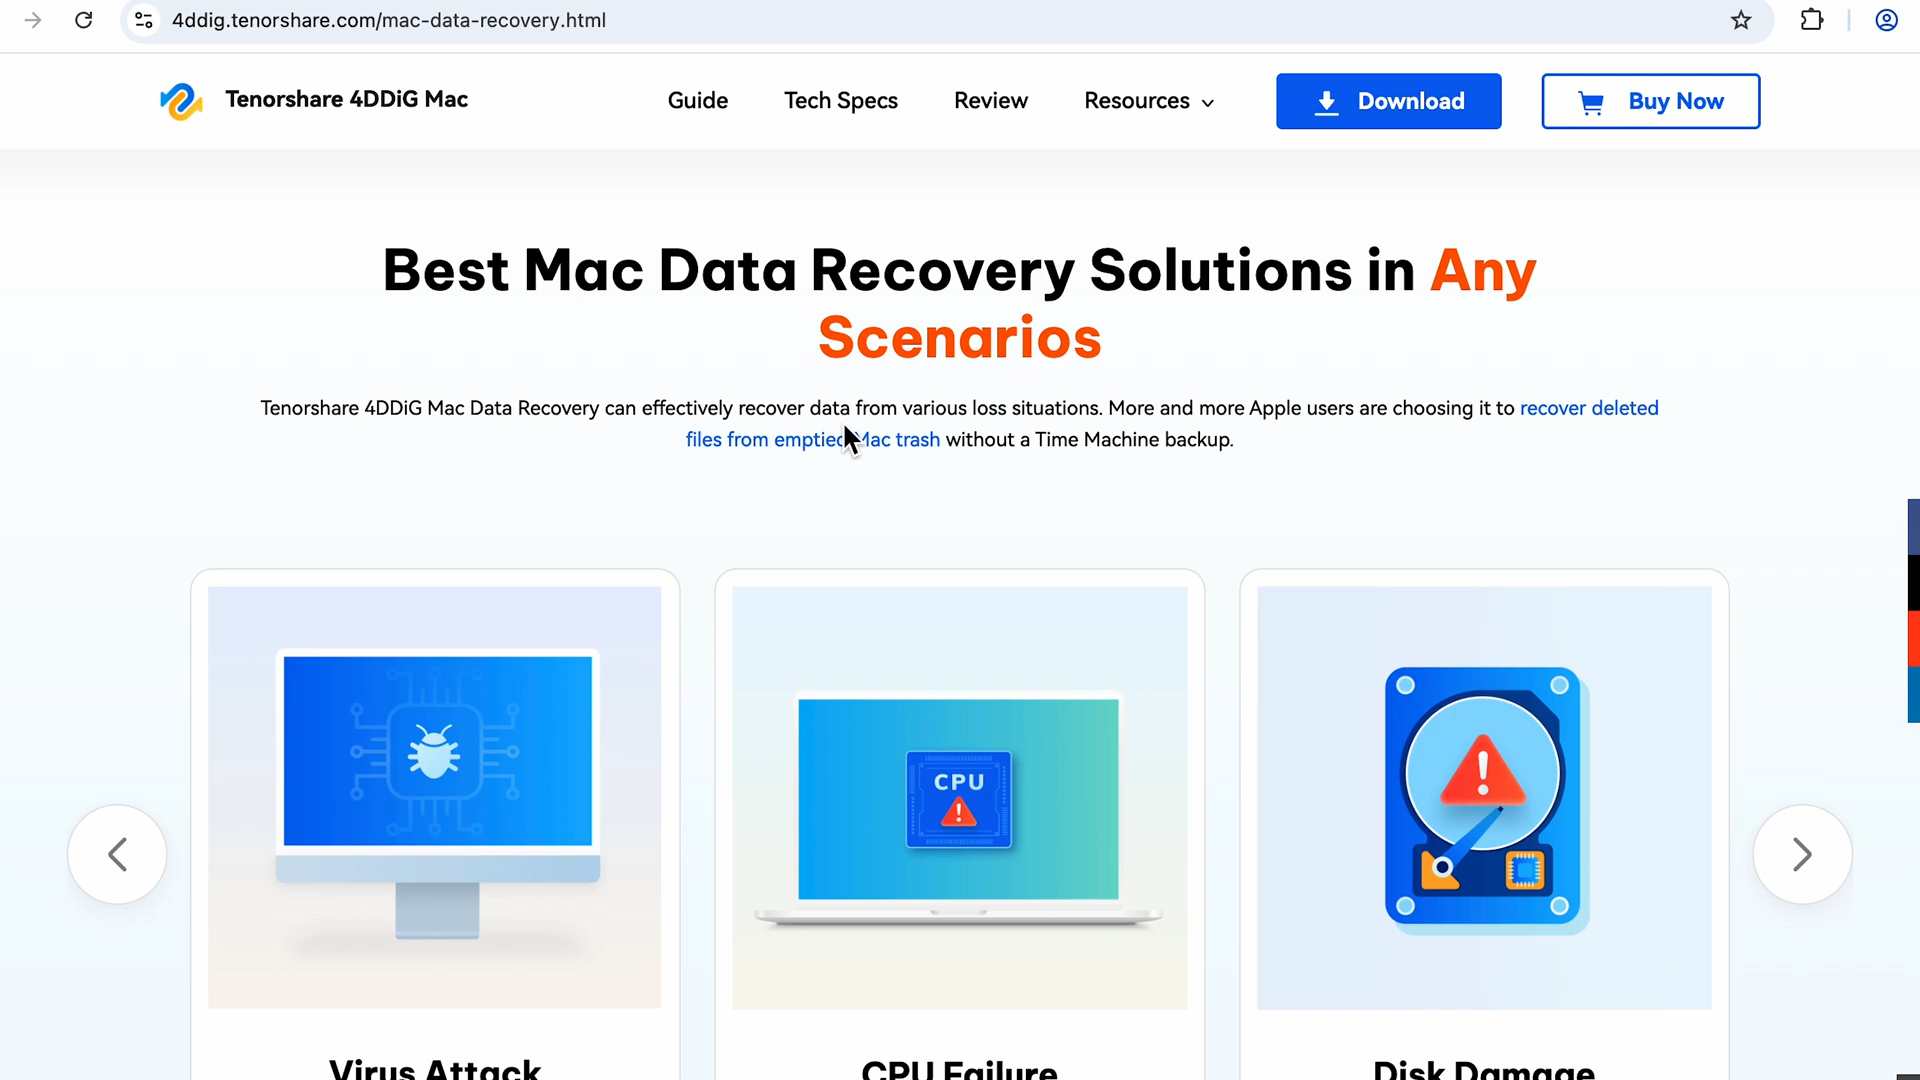 4ddig.tenorshare.com/mac-data-recovery.html
Tenorshare 4DDiG Mac
Guide
Tech Specs
Review
Resources
Download
Buy Now
Best Mac Data Recovery Solutions in Any
Scenarios
Tenorshare 4DDiG Mac Data Recovery can effectively recover data from various loss situations. More and more Apple users are choosing it to recover deleted
files from emptied Mac trash without a Time Machine backup.
CPU
Virus Attack
CPU Failure
Disk Damage